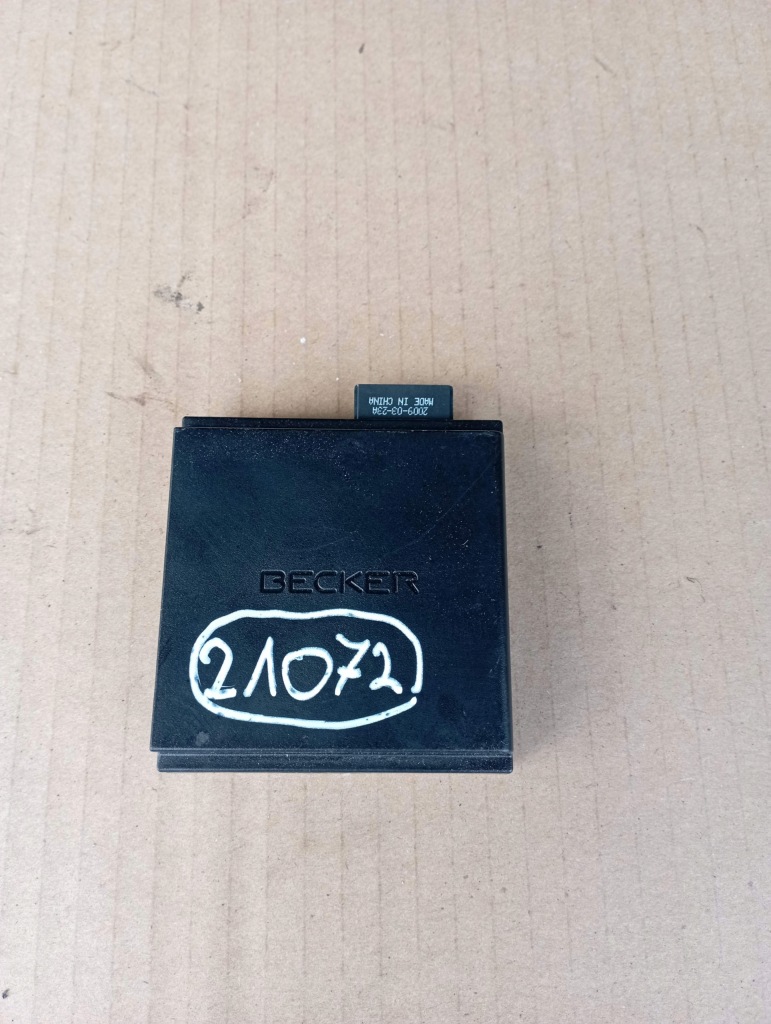 2009-03-23A
MADE IN CHINA
BECKER
21072